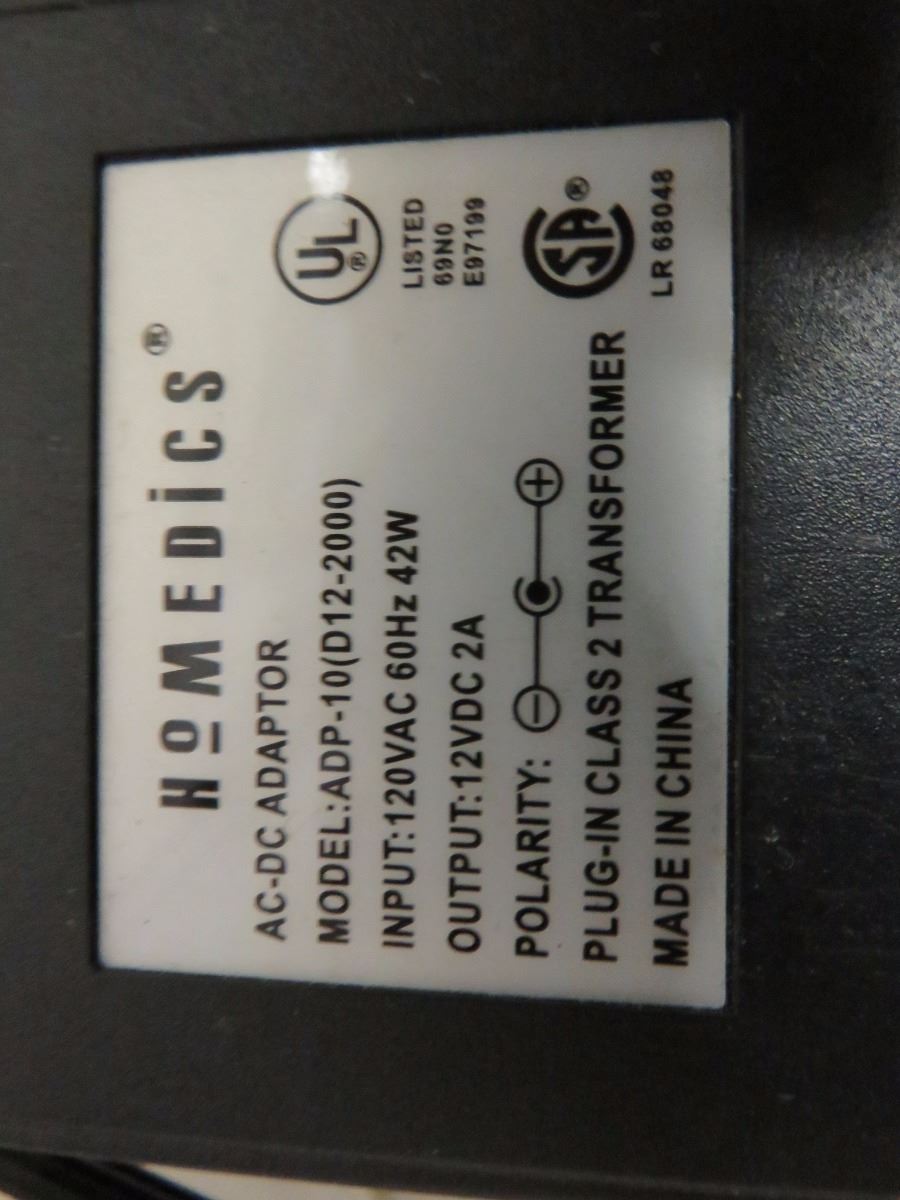 HoMEDiCS®
AC-DC ADAPTOR
MODEL:ADP-10(D12-2000)
INPUT:120VAC 60Hz 42W
OUTPUT:12VDC 2A
POLARITY:
PLUG-IN CLASS 2 TRANSFORMER
MADE IN CHINA
UL®
LISTED
69N0
E97199
SA®
LR 68048